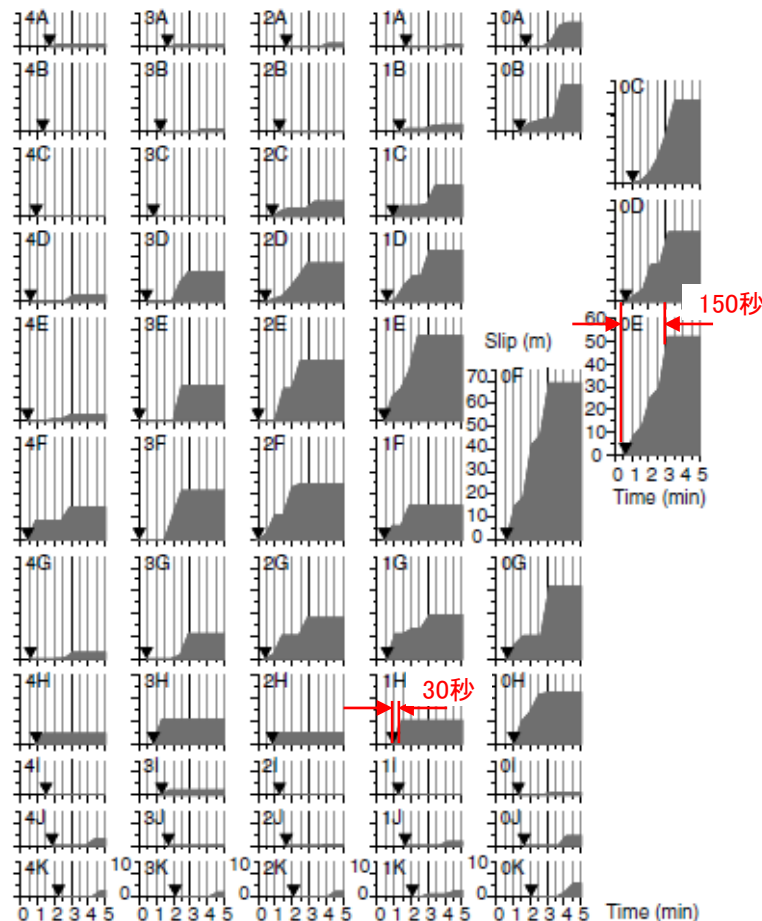 4A 3A 2A 1A 0A
4B 3B 2B 1B 0B
0C
4C 3C 2C 1C
0D
4D 3D 2D 1D
150秒
4E 3E 2E 1E
60 0E
50
40
30
20
10
0
0 1 2 3 4 5
Time (min)
Slip (m)
70 0F
60
50
40
30
20
10
0
4F 3F 2F 1F
4G 3G 2G 1G 0G
4H 3H 2H 1H 0H
30秒
4I 3I 2I 1I 0I
4J 3J 2J 1J 0J
4K 10 3K 10 2K 10 1K 10 0K
0 0 0 0
0 1 2 3 4 5 0 1 2 3 4 5 0 1 2 3 4 5 0 1 2 3 4 5 0 1 2 3 4 5 Time (min)